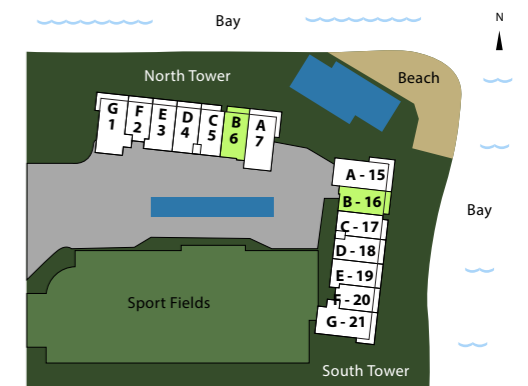 Bay
N
North Tower
Beach
G 1
F 2
E 3
D 4
C 5
B 6
A 7
A - 15
B - 16
C - 17
D - 18
E - 19
F - 20
G - 21
Bay
Sport Fields
South Tower